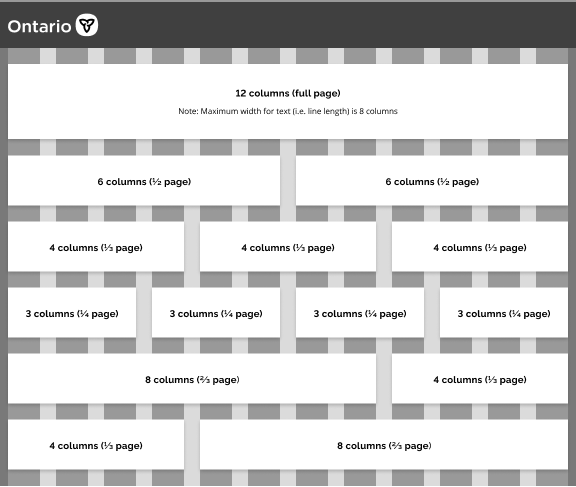 Ontario
12 columns (full page)
Note: Maximum width for text (i.e. line length) is 8 columns
6 columns (½ page)
6 columns (½ page)
4 columns (⅓ page)
4 columns (⅓ page)
4 columns (⅓ page)
3 columns (¼ page)
3 columns (¼ page)
3 columns (¼ page)
3 columns (¼ page)
8 columns (⅔ page)
4 columns (⅓ page)
4 columns (⅓ page)
8 columns (⅔ page)